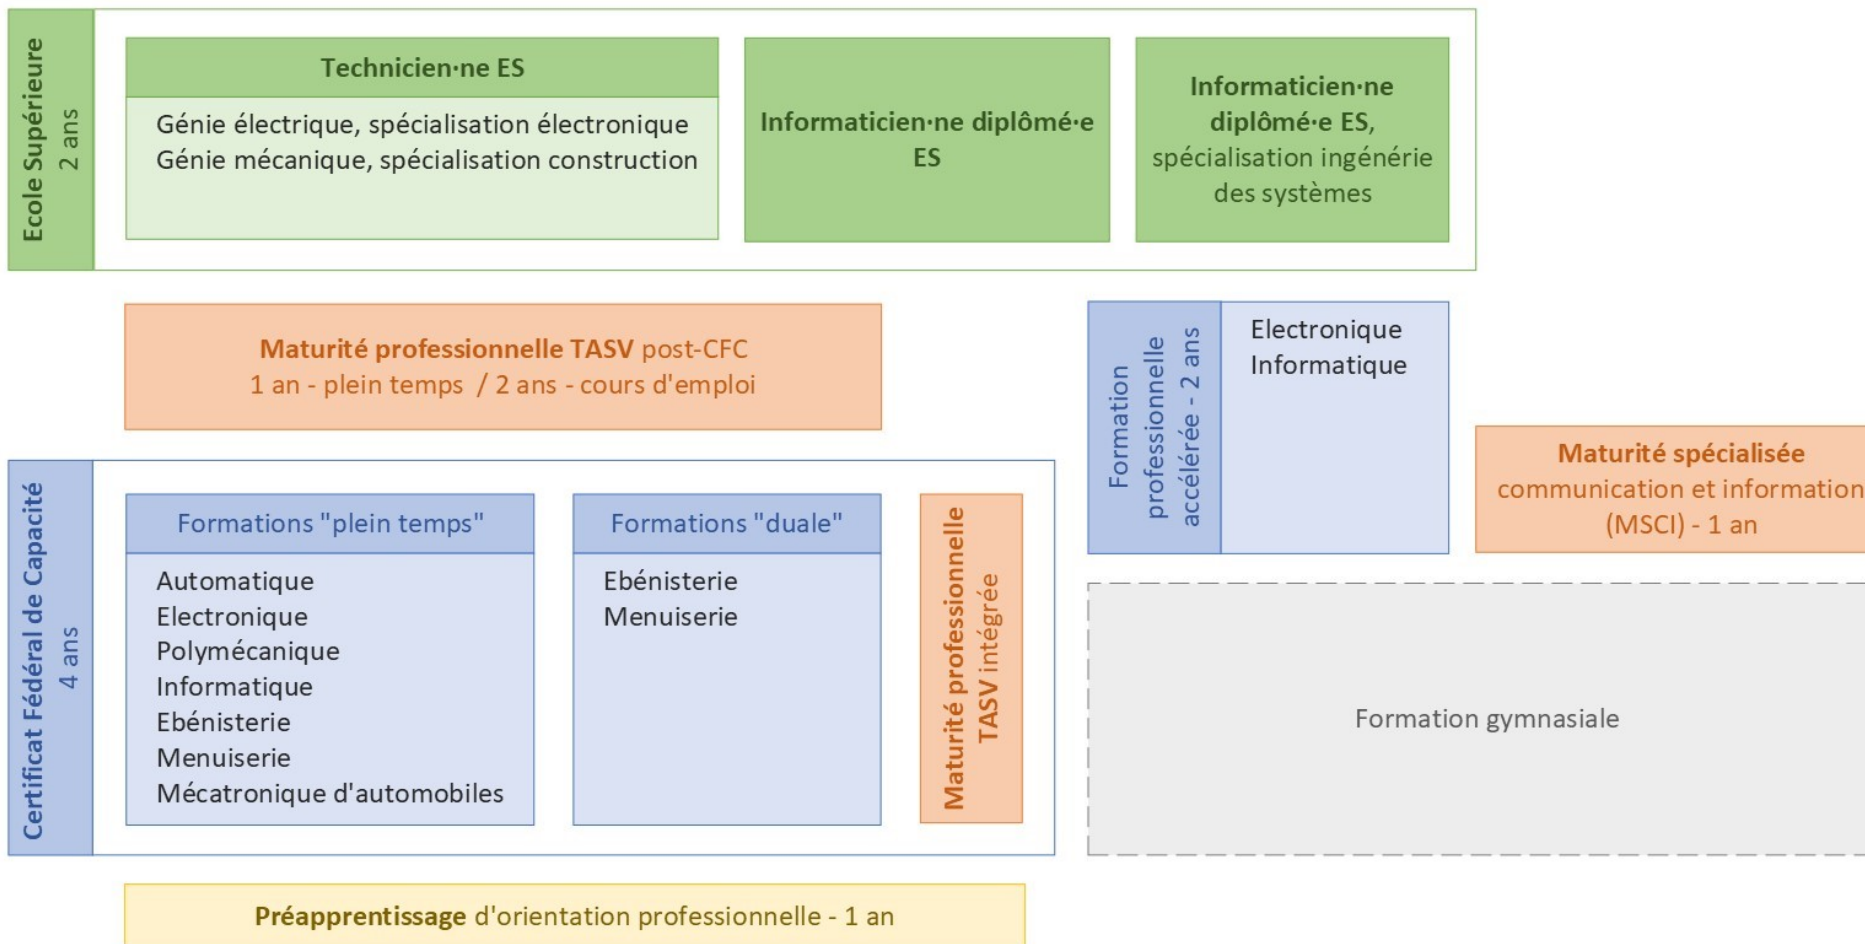 Ecole Supérieure
2 ans
Technicien·ne ES
Génie électrique, spécialisation électronique
Génie mécanique, spécialisation construction
Informaticien·ne diplômé·e
ES
Informaticien·ne
diplômé·e ES,
spécialisation ingénérie
des systèmes
Maturité professionnelle TASV post-CFC
1 an - plein temps / 2 ans - cours d'emploi
Formation
professionnelle
accélérée - 2 ans
Electronique
Informatique
Maturité spécialisée
communication et information
(MSCI) - 1 an
Certificat Fédéral de Capacité
4 ans
Formations "plein temps"
Automatique
Electronique
Polymécanique
Informatique
Ebénisterie
Menuiserie
Mécatronique d'automobiles
Formations "duale"
Ebénisterie
Menuiserie
Maturité professionnelle
TASV intégrée
Formation gymnasiale
Préapprentissage d'orientation professionnelle - 1 an